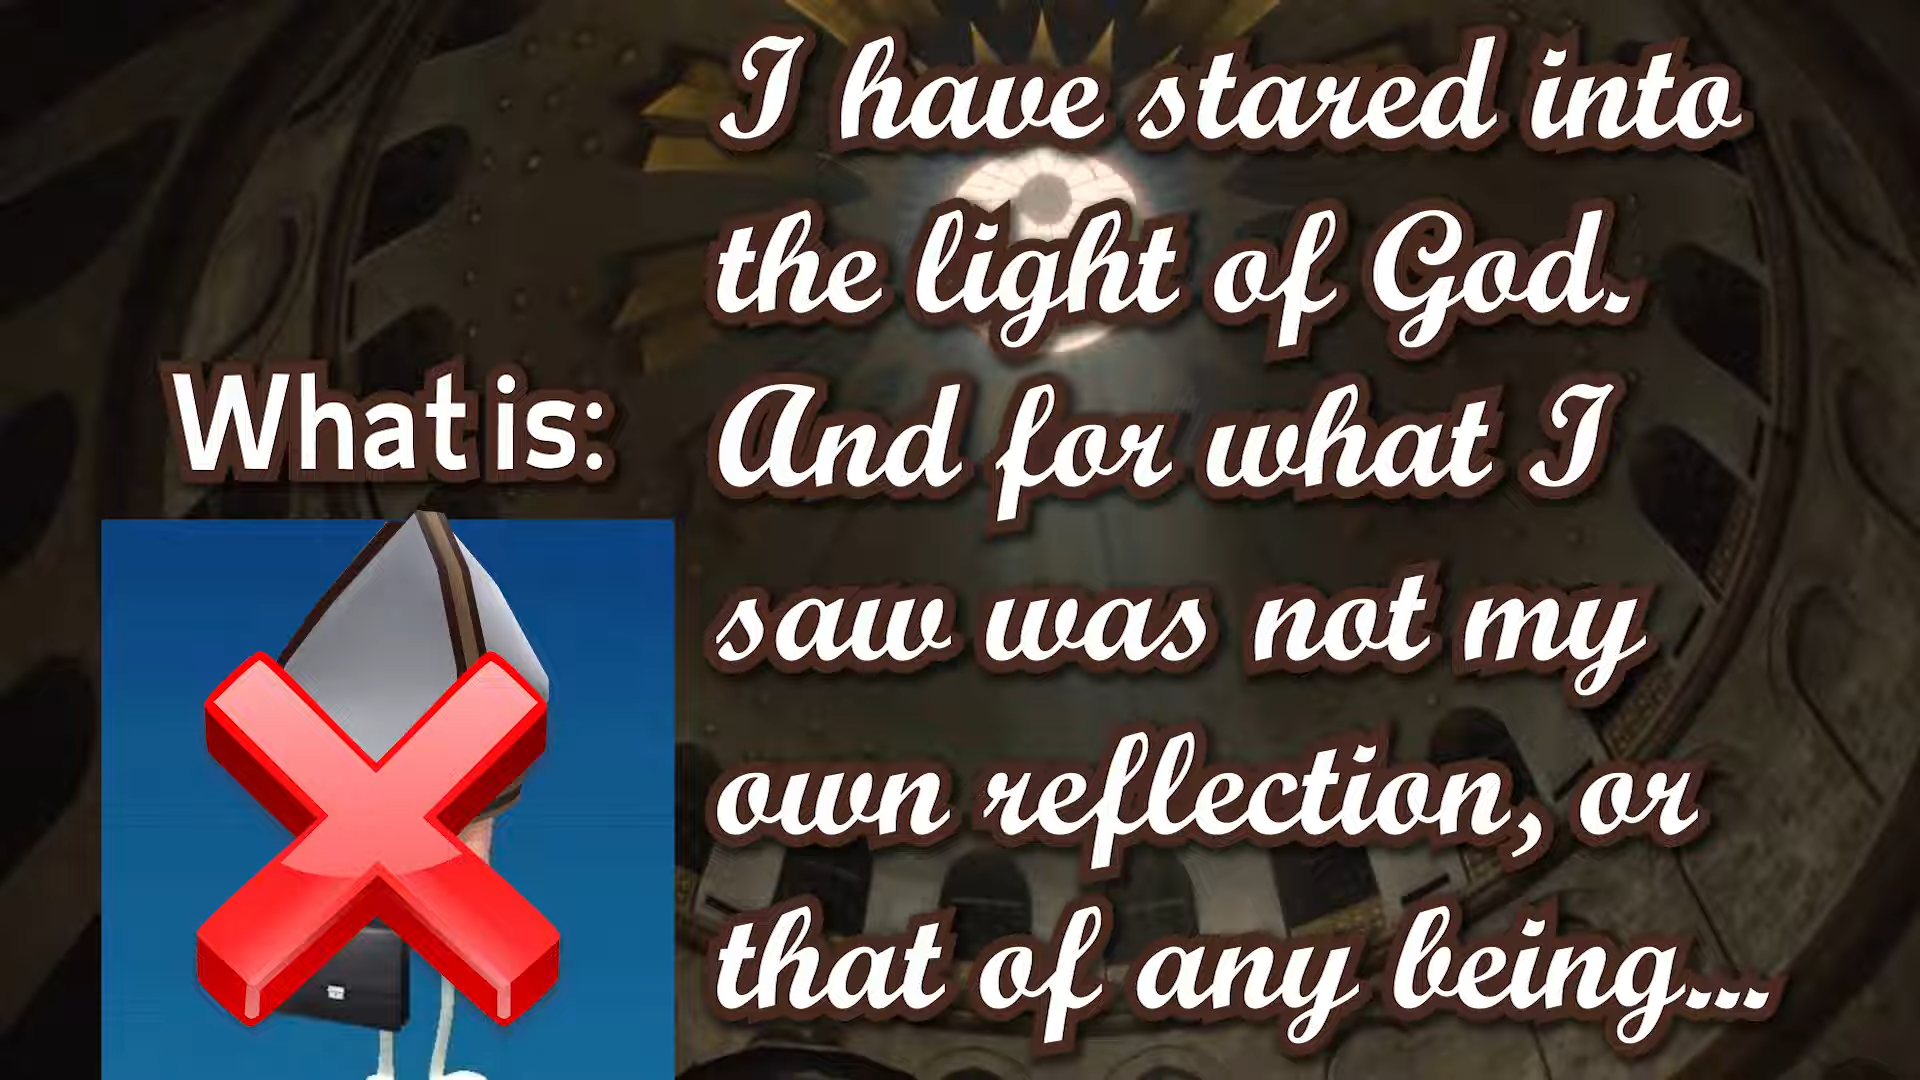 I have stared into
the light of God.
And for what I
saw was not my
own reflection, or
that of any being...
What is: